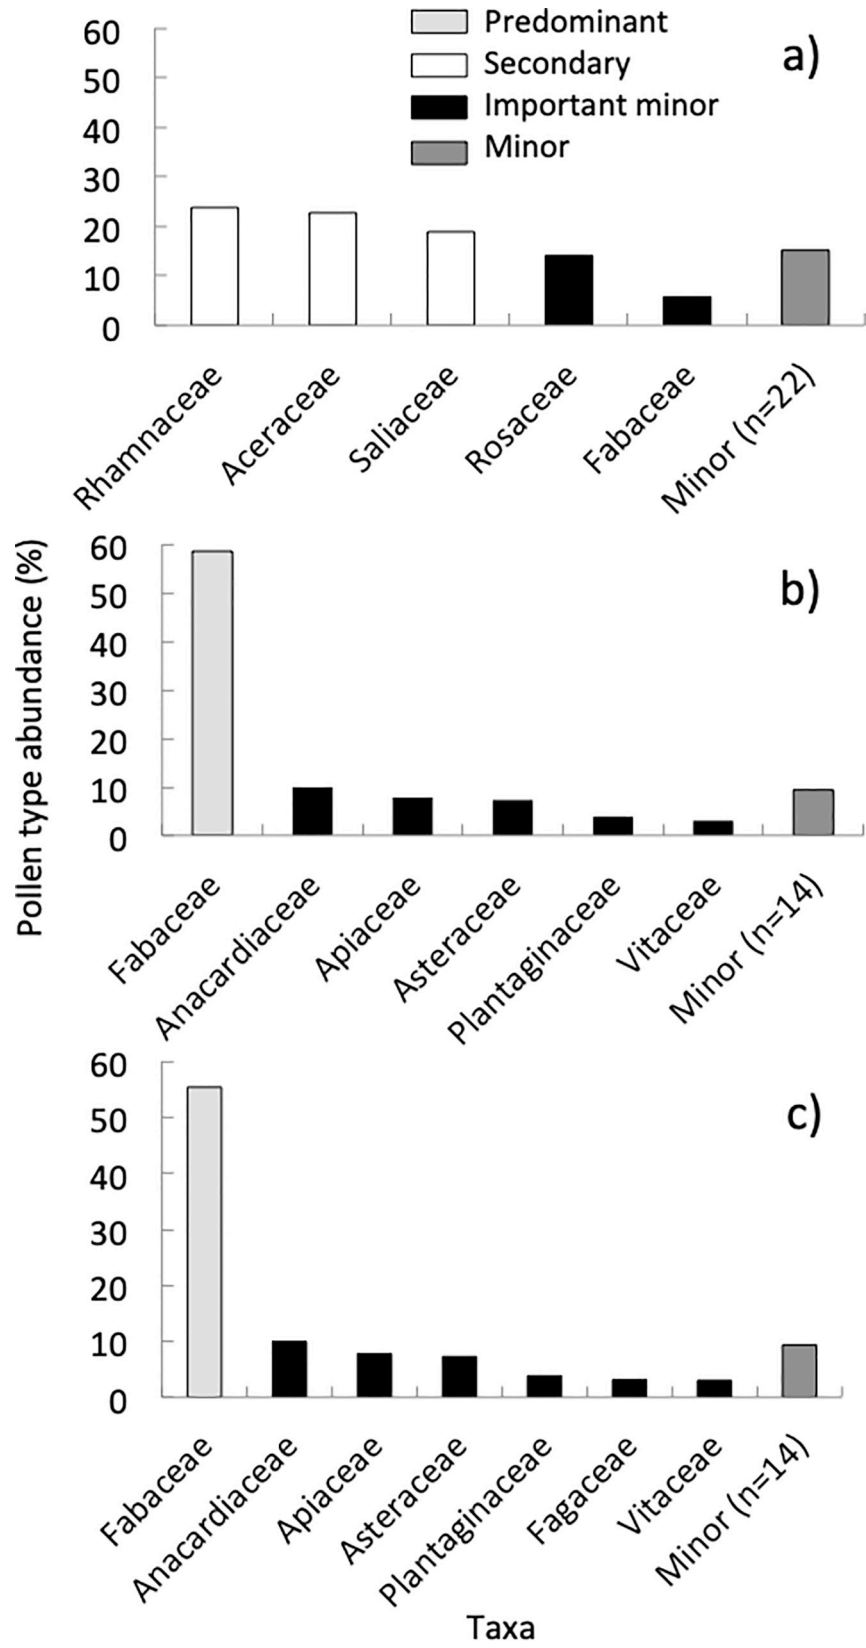 Predominant
Secondary
Important minor
Minor
a)
60
50
40
30
20
10
0
Rhamnaceae
Aceraceae
Saliaceae
Rosaceae
Fabaceae
Minor (n=22)
Pollen type abundance (%)
b)
60
50
40
30
20
10
0
Fabaceae
Anacardiaceae
Apiaceae
Asteraceae
Plantaginaceae
Vitaceae
Minor (n=14)
c)
60
50
40
30
20
10
0
Fabaceae
Anacardiaceae
Apiaceae
Asteraceae
Plantaginaceae
Fagaceae
Vitaceae
Minor (n=14)
Taxa